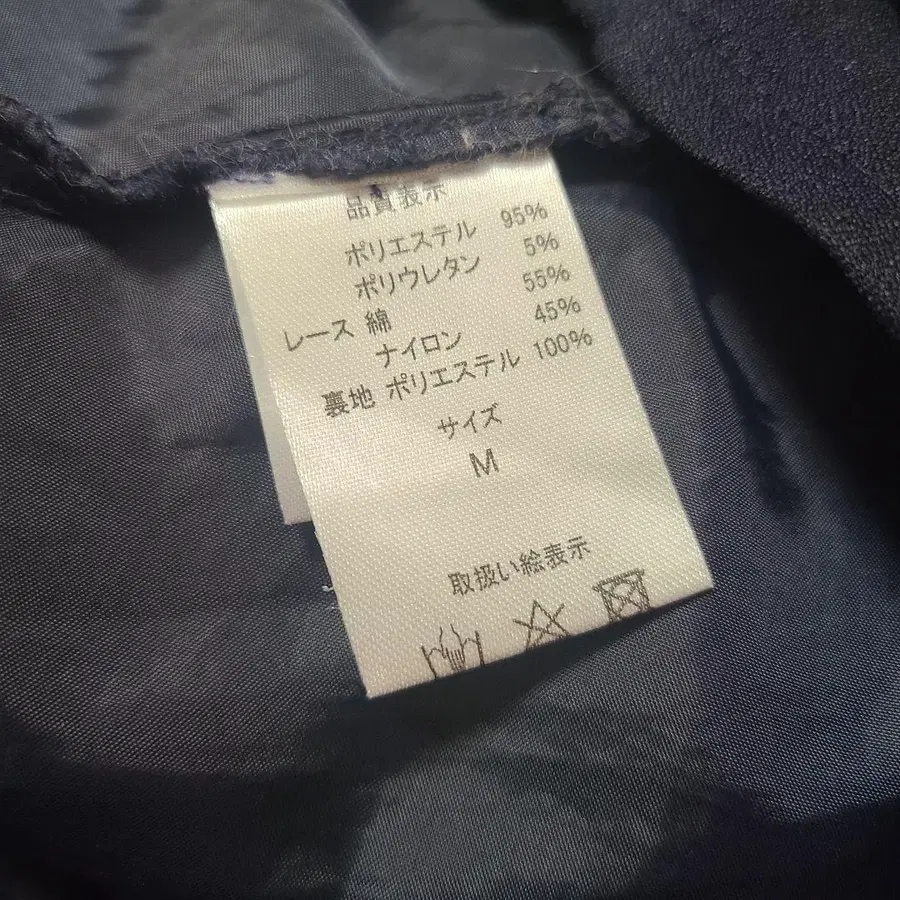 品質表示
ポリエステル 95%
ポリウレタン 5%
レース 綿 55%
ナイロン 45%
裏地 ポリエステル 100%
サイズ
M
取扱い絵表示